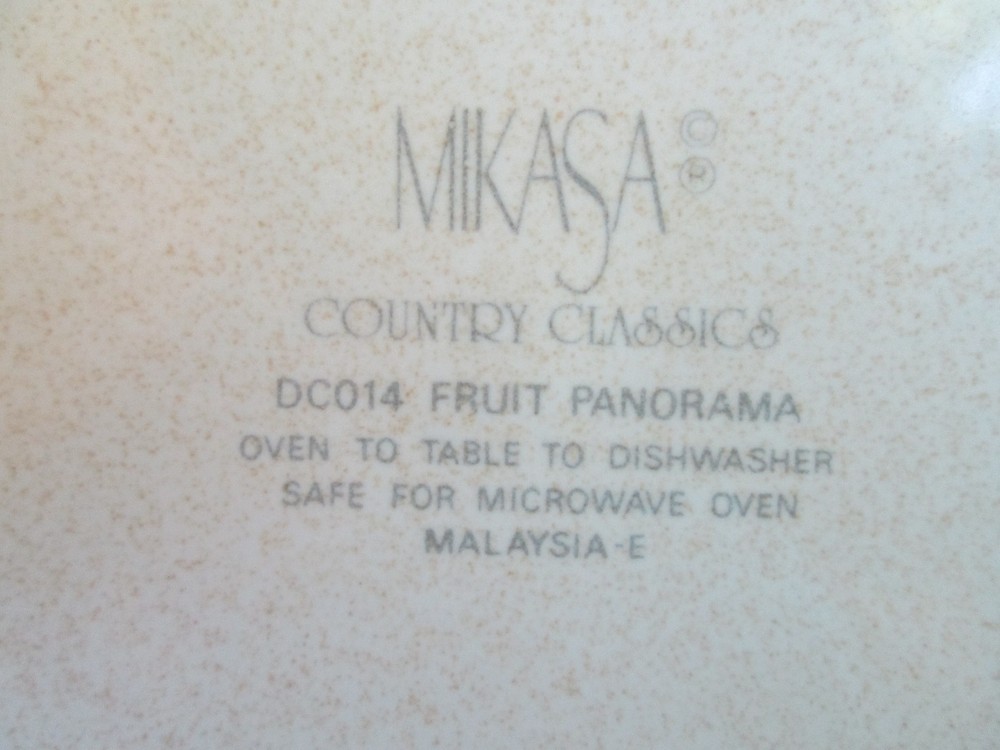 MIKASA © ®
COUNTRY CLASSICS
DC014 FRUIT PANORAMA
OVEN TO TABLE TO DISHWASHER
SAFE FOR MICROWAVE OVEN
MALAYSIA-E